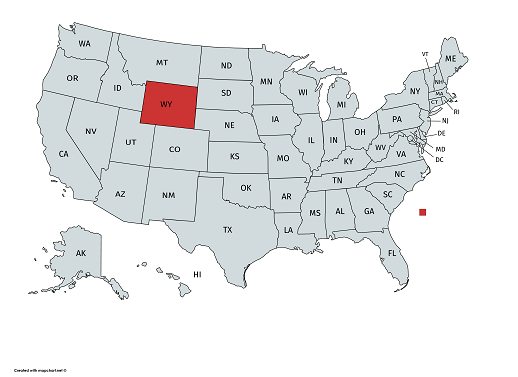 WA
MT
ND
MN
ME
VT
NH
OR
ID
WY
SD
WI
MI
NY
MA
CT
RI
NV
UT
CO
NE
IA
IL
IN
OH
PA
NJ
DE
MD
DC
CA
KS
MO
KY
WV
VA
AZ
NM
OK
AR
TN
NC
SC
TX
LA
MS
AL
GA
FL
AK
HI
Created with mapchart.net ©